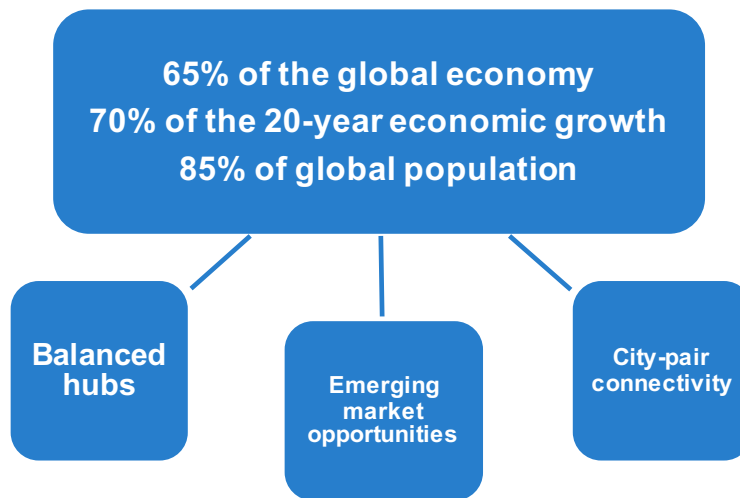 65% of the global economy
70% of the 20-year economic growth
85% of global population
Balanced
hubs
Emerging
market
opportunities
City-pair
connectivity